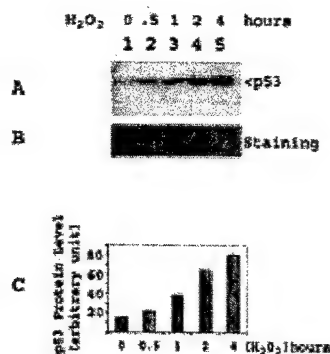 H₂O₂ 0 .5 1 2 4 hours
1 2 3 4 5
A <p53
B Staining
C
p53 Protein Level
(arbitrary unit)
80
60
40
20
0 0.5 1 2 4 [H₂O₂]hours